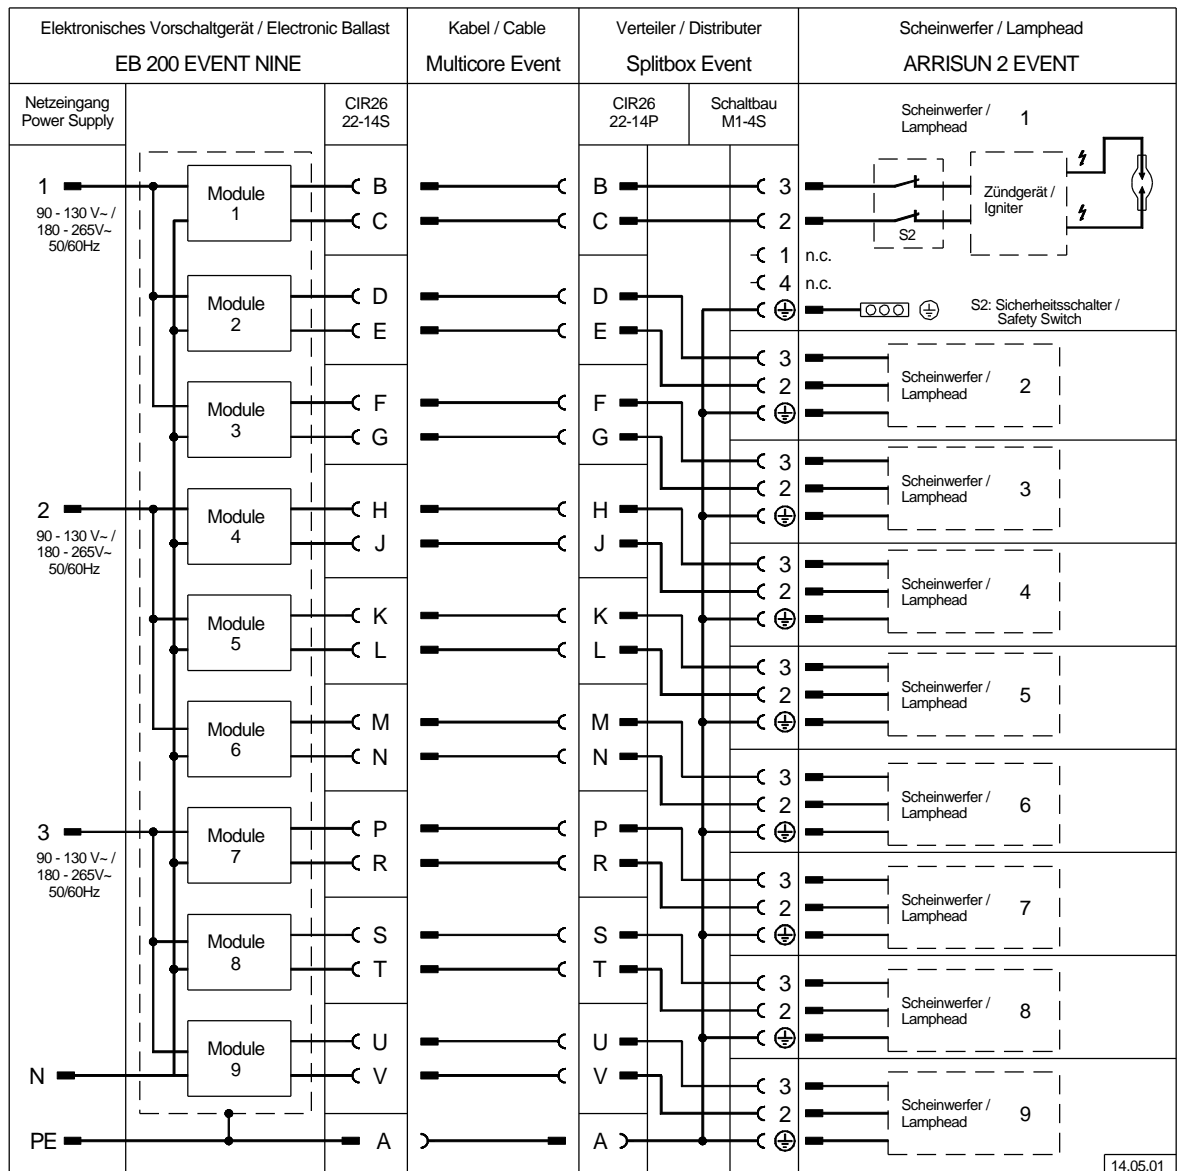 Elektronisches Vorschaltgerät / Electronic Ballast
EB 200 EVENT NINE
Kabel / Cable
Multicore Event
Verteiler / Distributer
Splitbox Event
Scheinwerfer / Lamphead
ARRISUN 2 EVENT
Netzeingang
Power Supply
CIR26
22-14S
CIR26
22-14P
Schaltbau
M1-4S
Scheinwerfer /
Lamphead
1
1
90 - 130 V~ /
180 - 265V~
50/60Hz
Module
1
B
C
B
C
3
2
1
4
n.c.
n.c.
S2
Zündgerät /
Igniter
S2: Sicherheitsschalter /
Safety Switch
Module
2
D
E
D
E
3
2
Scheinwerfer /
Lamphead
2
Module
3
F
G
F
G
3
2
Scheinwerfer /
Lamphead
3
2
90 - 130 V~ /
180 - 265V~
50/60Hz
Module
4
H
J
H
J
3
2
Scheinwerfer /
Lamphead
4
Module
5
K
L
K
L
3
2
Scheinwerfer /
Lamphead
5
Module
6
M
N
M
N
3
2
Scheinwerfer /
Lamphead
6
3
90 - 130 V~ /
180 - 265V~
50/60Hz
Module
7
P
R
P
R
3
2
Scheinwerfer /
Lamphead
7
Module
8
S
T
S
T
3
2
Scheinwerfer /
Lamphead
8
Module
9
U
V
U
V
3
2
Scheinwerfer /
Lamphead
9
N
PE
A
A
14.05.01